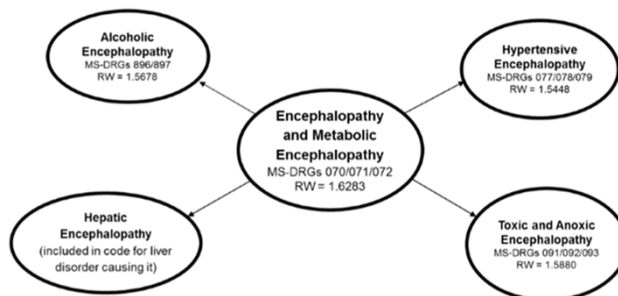 Alcoholic
Encephalopathy
MS-DRGs 896/897
RW = 1.5678
Hypertensive
Encephalopathy
MS-DRGs 077/078/079
RW = 1.5448
Encephalopathy
and Metabolic
Encephalopathy
MS-DRGs 070/071/072
RW = 1.6283
Hepatic
Encephalopathy
(included in code for liver
disorder causing it)
Toxic and Anoxic
Encephalopathy
MS-DRGs 091/092/093
RW = 1.5880